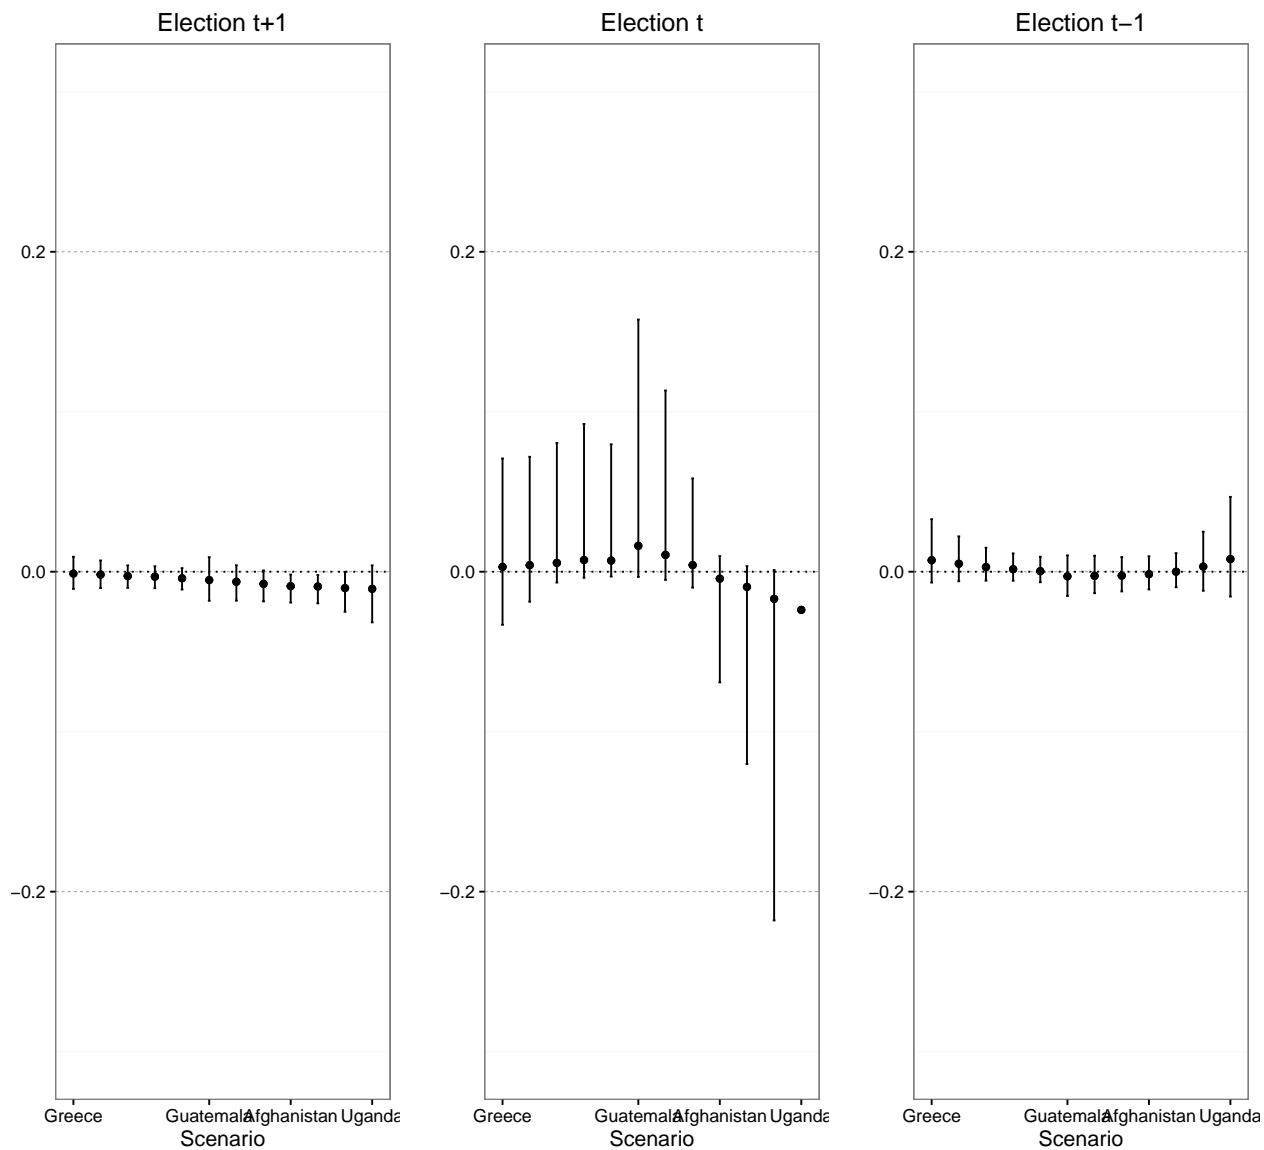 Election t+1
0.2
0.0
−0.2
Greece Guatemala Afghanistan Uganda
Scenario
Election t
0.2
0.0
−0.2
Greece Guatemala Afghanistan Uganda
Scenario
Election t−1
0.2
0.0
−0.2
Greece Guatemala Afghanistan Uganda
Scenario